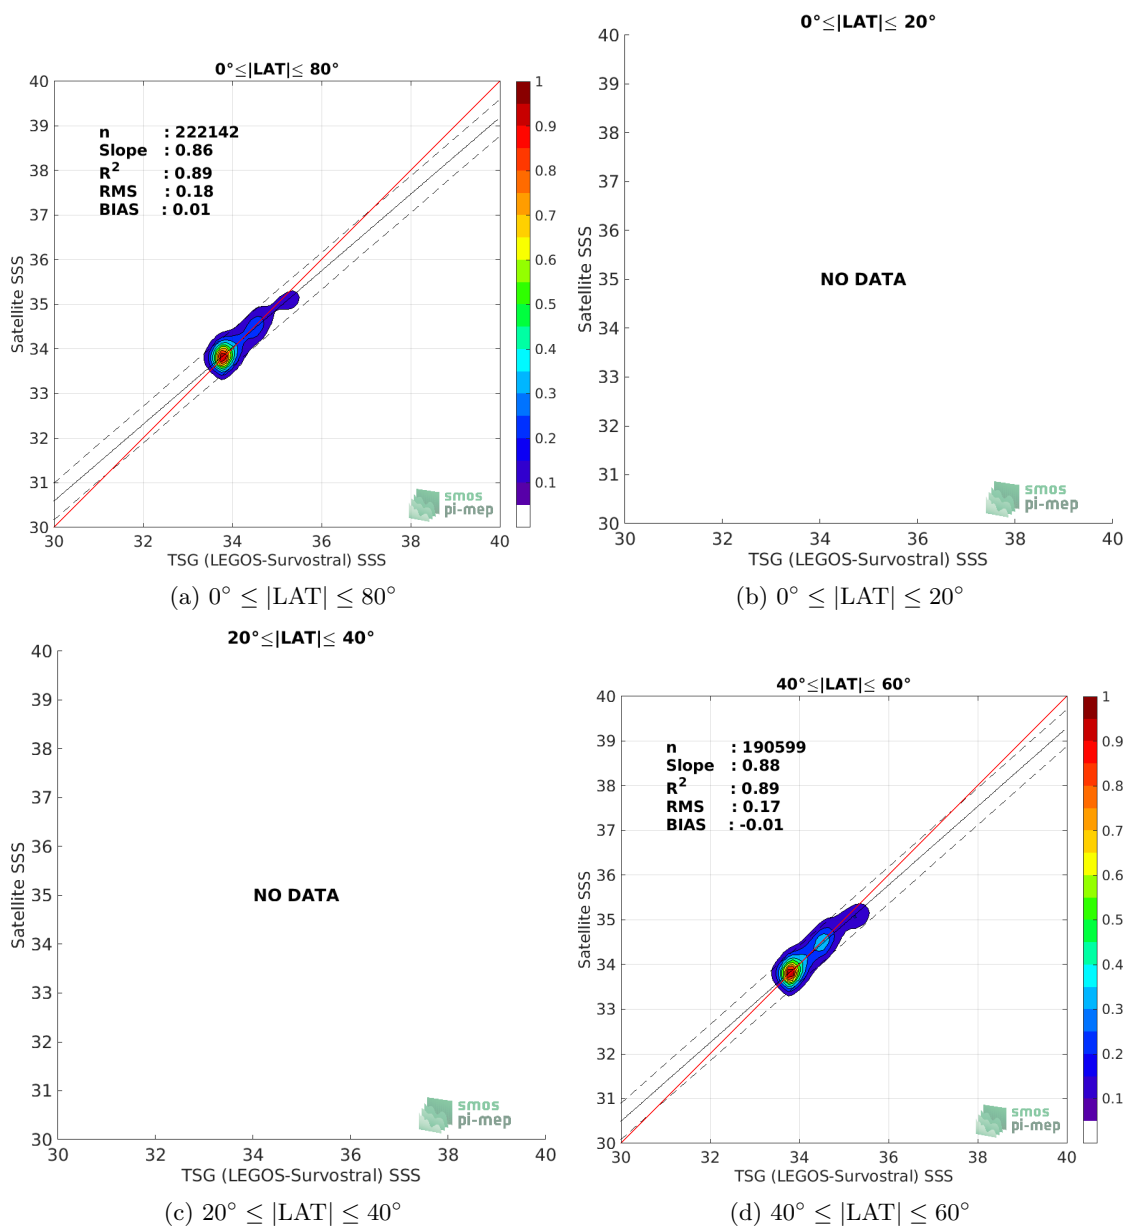 0°≤|LAT|≤ 80°
40
39
38
37
36
35
34
33
32
31
30
Satellite SSS
n : 222142
Slope : 0.86
R2 : 0.89
RMS : 0.18
BIAS : 0.01
smos
pi-mep
30 32 34 36 38 40
TSG (LEGOS-Survostral) SSS
1
0.9
0.8
0.7
0.6
0.5
0.4
0.3
0.2
0.1
(a) 0° ≤ |LAT| ≤ 80°
0°≤|LAT|≤ 20°
40
39
38
37
36
35
34
33
32
31
30
Satellite SSS
NO DATA
smos
pi-mep
30 32 34 36 38 40
TSG (LEGOS-Survostral) SSS
(b) 0° ≤ |LAT| ≤ 20°
20°≤|LAT|≤ 40°
40
39
38
37
36
35
34
33
32
31
30
Satellite SSS
NO DATA
smos
pi-mep
30 32 34 36 38 40
TSG (LEGOS-Survostral) SSS
(c) 20° ≤ |LAT| ≤ 40°
40°≤|LAT|≤ 60°
40
39
38
37
36
35
34
33
32
31
30
Satellite SSS
n : 190599
Slope : 0.88
R2 : 0.89
RMS : 0.17
BIAS : -0.01
smos
pi-mep
30 32 34 36 38 40
TSG (LEGOS-Survostral) SSS
1
0.9
0.8
0.7
0.6
0.5
0.4
0.3
0.2
0.1
(d) 40° ≤ |LAT| ≤ 60°